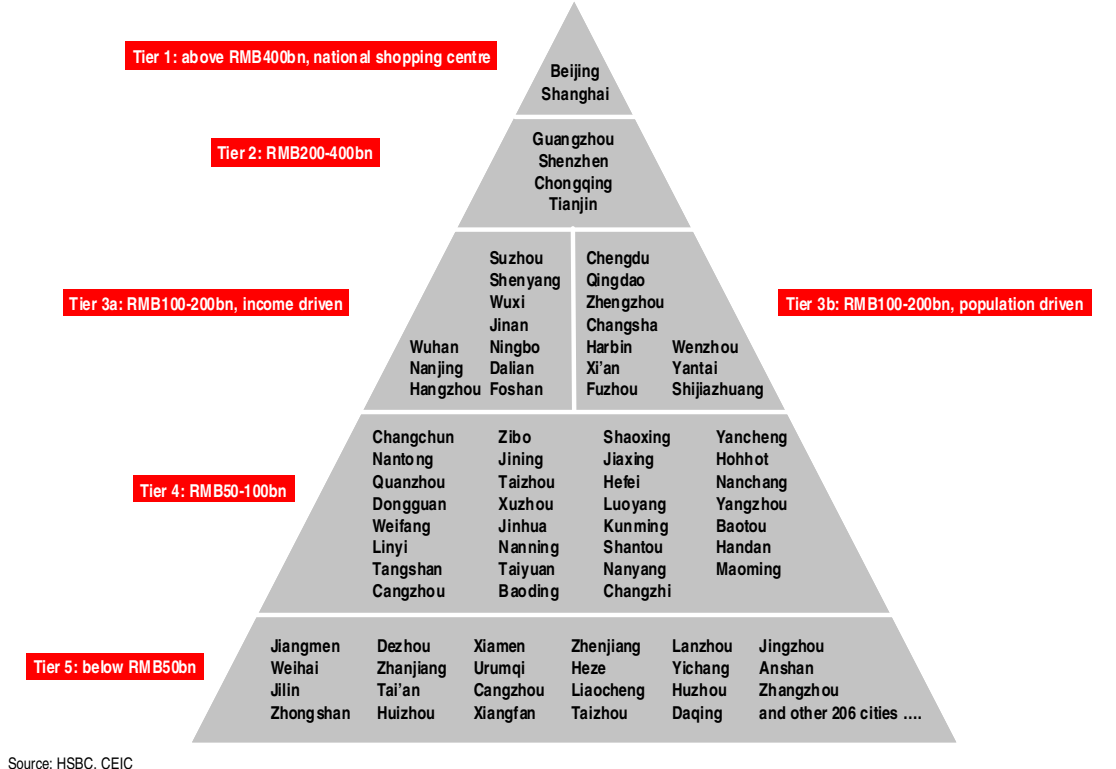 Tier 1: above RMB400bn, national shopping centre
Beijing
Shanghai
Tier 2: RMB200-400bn
Guangzhou
Shenzhen
Chongqing
Tianjin
Tier 3a: RMB100-200bn, income driven
Wuhan
Nanjing
Hangzhou
Suzhou
Shenyang
Wuxi
Jinan
Ningbo
Dalian
Foshan
Chengdu
Qingdao
Zhengzhou
Changsha
Harbin
Xi'an
Fuzhou
Wenzhou
Yantai
Shijiazhuang
Tier 3b: RMB100-200bn, population driven
Tier 4: RMB50-100bn
Changchun
Nantong
Quanzhou
Dongguan
Weifang
Linyi
Tangshan
Cangzhou
Zibo
Jining
Taizhou
Xuzhou
Jinhua
Nanning
Taiyuan
Baoding
Shaoxing
Jiaxing
Hefei
Luoyang
Kunming
Shantou
Nanyang
Changzhi
Yancheng
Hohhot
Nanchang
Yangzhou
Baotou
Handan
Maoming
Tier 5: below RMB50bn
Jiangmen
Weihai
Jilin
Zhongshan
Dezhou
Zhanjiang
Tai'an
Huizhou
Xiamen
Urumqi
Cangzhou
Xiangfan
Zhenjiang
Heze
Liaocheng
Taizhou
Lanzhou
Yichang
Huzhou
Daqing
Jingzhou
Anshan
Zhangzhou
and other 206 cities ....
Source: HSBC, CEIC